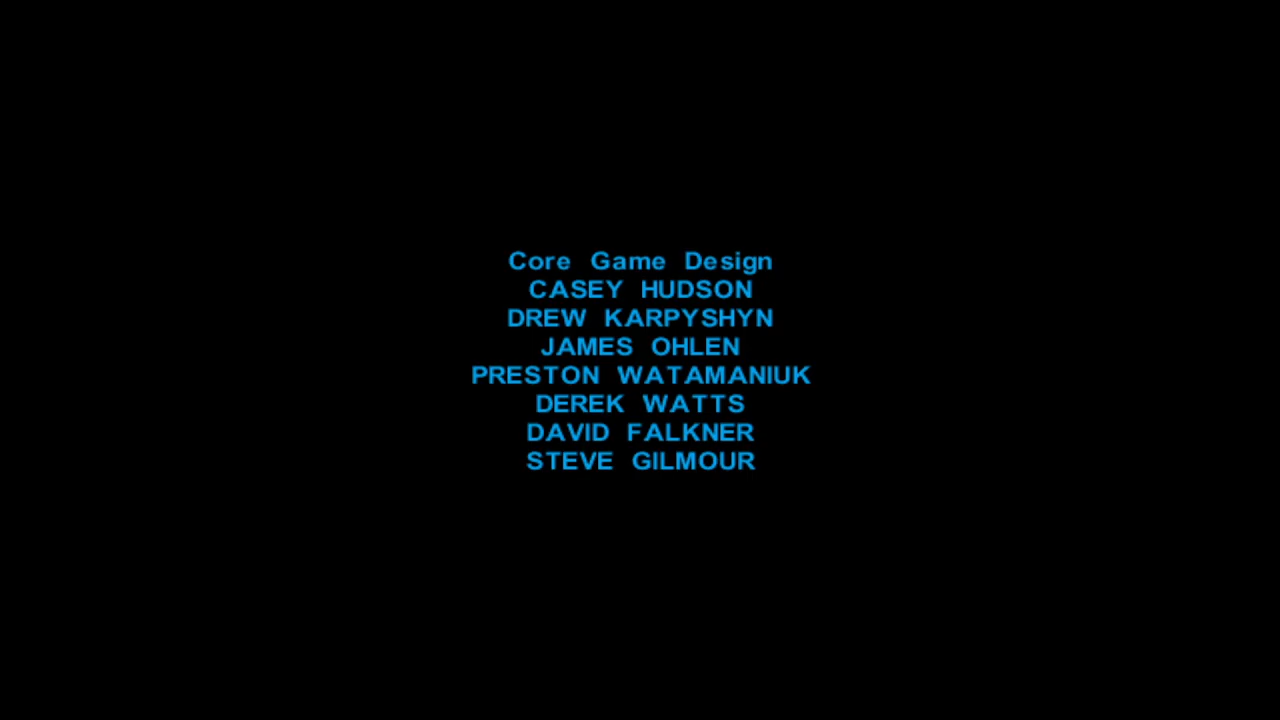 Core Game Design
CASEY HUDSON
DREW KARPYSHYN
JAMES OHLEN
PRESTON WATAMANIUK
DEREK WATTS
DAVID FALKNER
STEVE GILMOUR